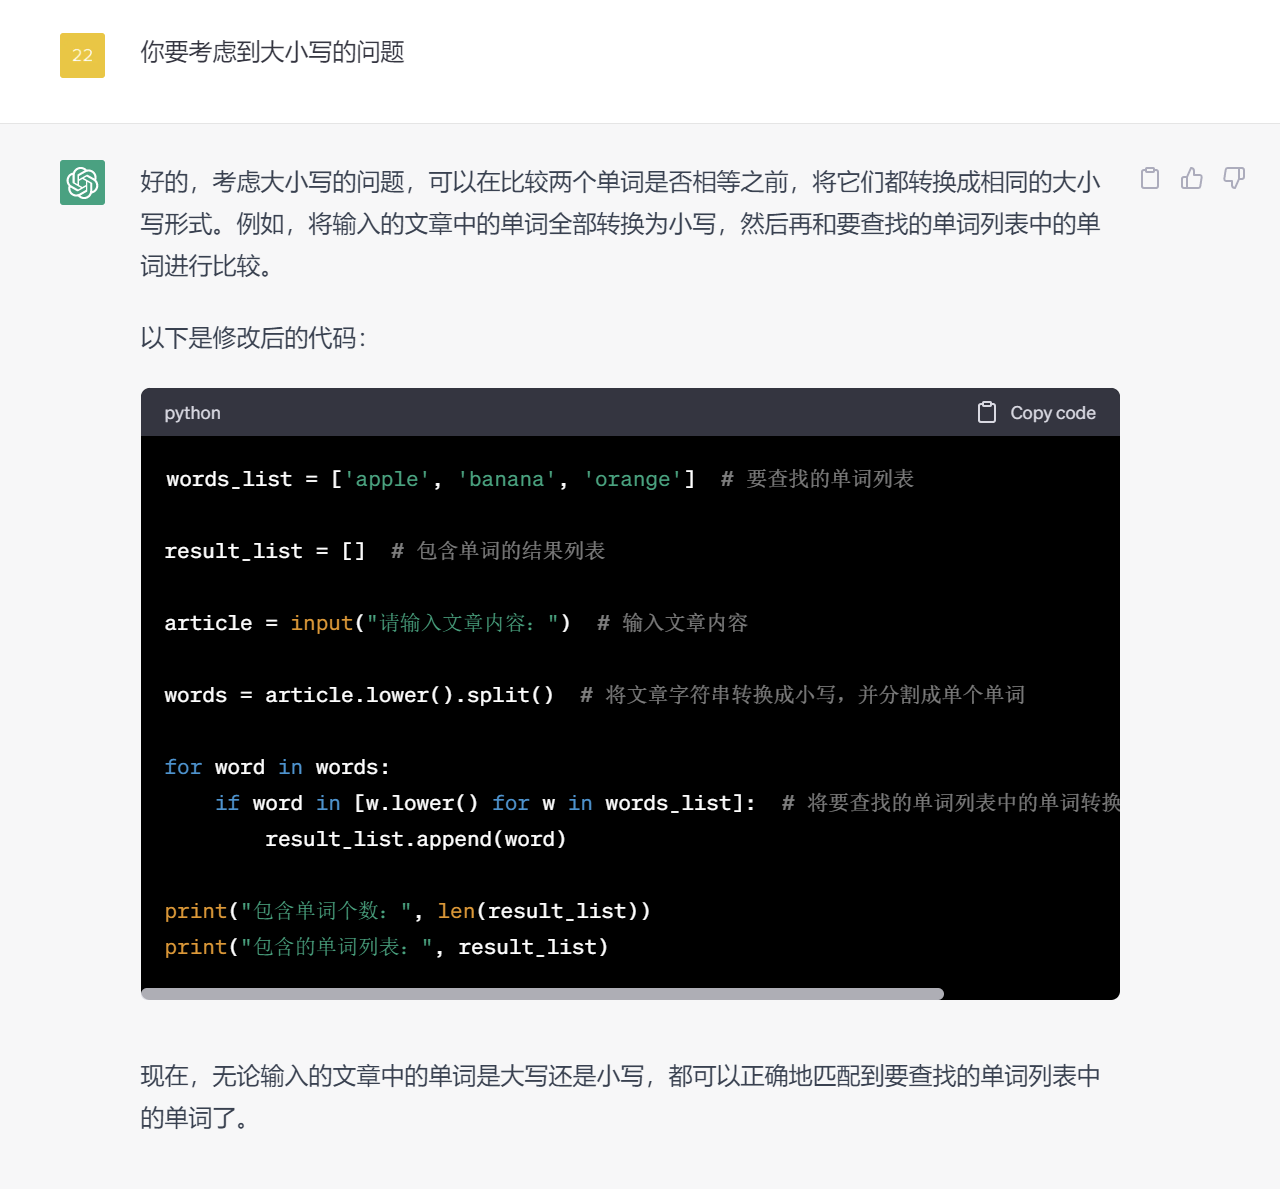 22
你要考虑到大小写的问题
好的，考虑大小写的问题，可以在比较两个单词是否相等之前，将它们都转换成相同的大小
写形式。例如，将输入的文章中的单词全部转换为小写，然后再和要查找的单词列表中的单
词进行比较。
以下是修改后的代码：
python Copy code
words_list = ['apple', 'banana', 'orange']  # 要查找的单词列表
result_list = []  # 包含单词的结果列表
article = input("请输入文章内容：")  # 输入文章内容
words = article.lower().split()  # 将文章字符串转换成小写，并分割成单个单词
for word in words:
    if word in [w.lower() for w in words_list]:  # 将要查找的单词列表中的单词转换
        result_list.append(word)
print("包含单词个数：", len(result_list))
print("包含的单词列表：", result_list)
现在，无论输入的文章中的单词是大写还是小写，都可以正确地匹配到要查找的单词列表中
的单词了。